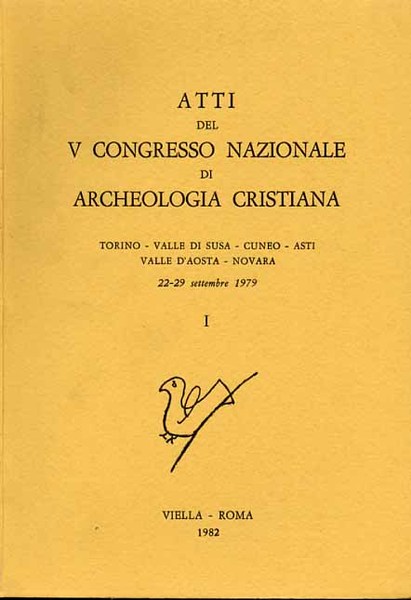 ATTI
DEL
V CONGRESSO NAZIONALE
DI
ARCHEOLOGIA CRISTIANA
TORINO - VALLE DI SUSA - CUNEO - ASTI
VALLE D'AOSTA - NOVARA
22-29 settembre 1979
I
VIELLA - ROMA
1982